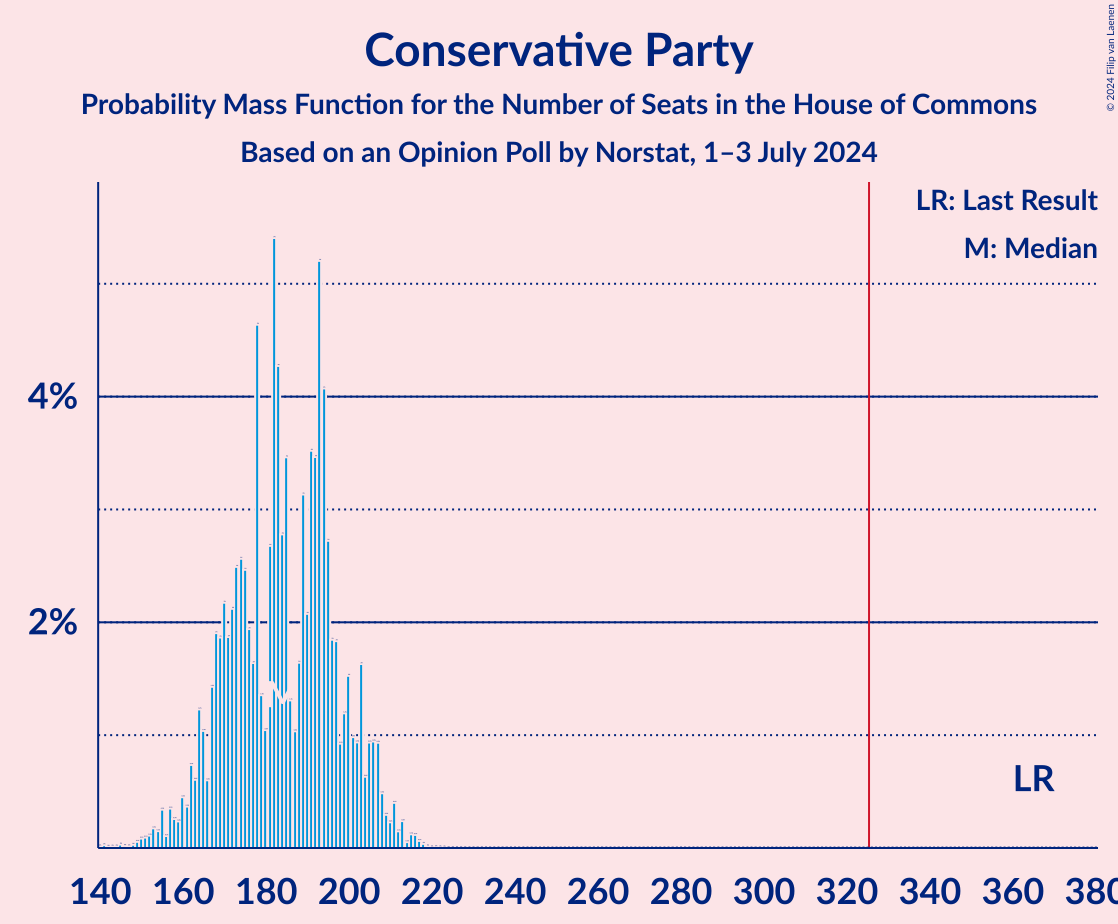 Conservative Party
Probability Mass Function for the Number of Seats in the House of Commons
Based on an Opinion Poll by Norstat, 1–3 July 2024
© 2024 Filip van Laenen
LR: Last Result
M: Median
4%
2%
LR
140 160 180 200 220 240 260 280 300 320 340 360 380